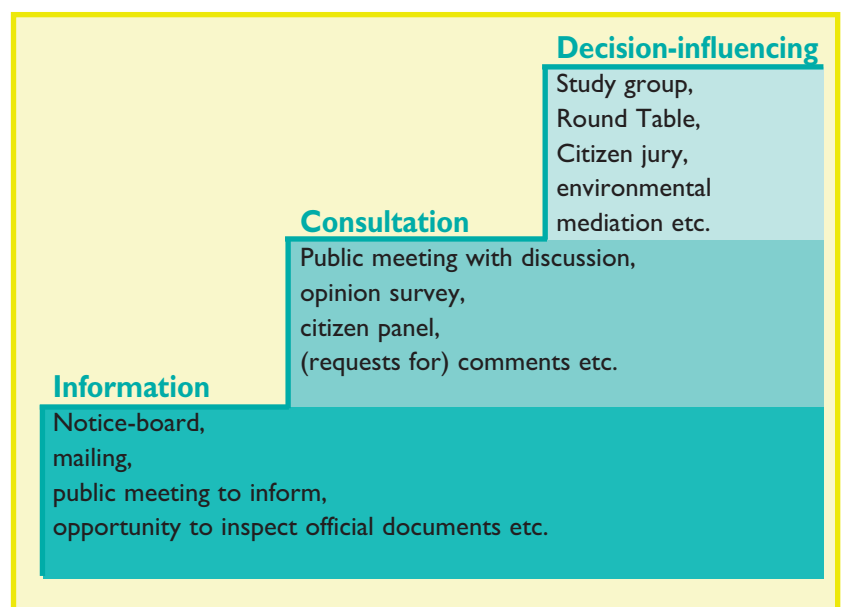 Decision-influencing
Study group,
Round Table,
Citizen jury,
environmental
mediation etc.
Consultation
Public meeting with discussion,
opinion survey,
citizen panel,
(requests for) comments etc.
Information
Notice-board,
mailing,
public meeting to inform,
opportunity to inspect official documents etc.